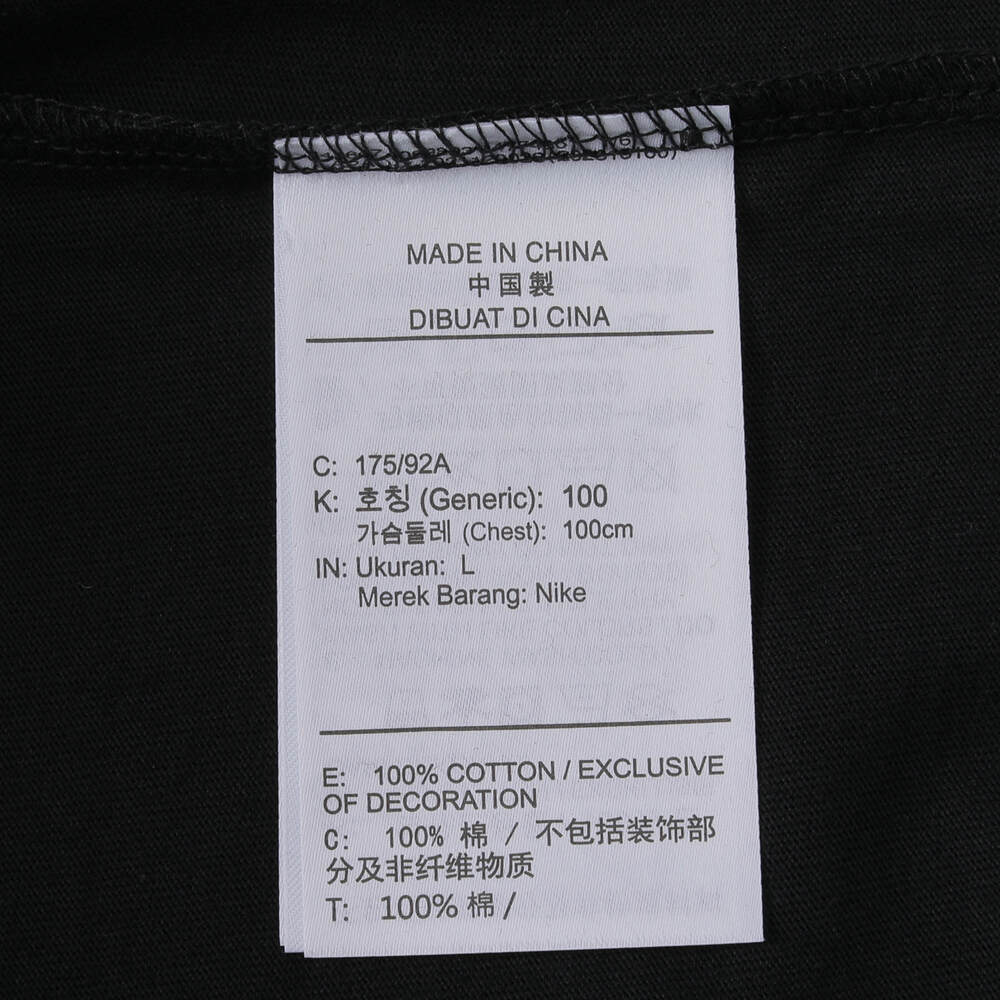 MADE IN CHINA
中国製
DIBUAT DI CINA
C: 175/92A
K: 호칭 (Generic): 100
가슴둘레 (Chest): 100cm
IN: Ukuran: L
Merek Barang: Nike
E: 100% COTTON / EXCLUSIVE
OF DECORATION
C: 100% 棉 / 不包括装饰部
分及非纤维物质
T: 100% 棉 /